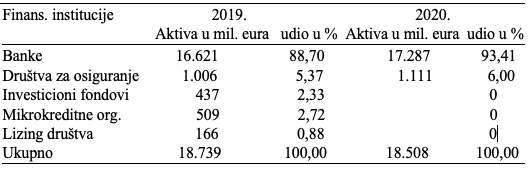 Finans. institucije 2019. 2020.
Aktiva u mil. eura udio u % Aktiva u mil. eura udio u %
Banke 16.621 88,70 17.287 93,41
Društva za osiguranje 1.006 5,37 1.111 6,00
Investicioni fondovi 437 2,33 0
Mikrokreditne org. 509 2,72 0
Lizing društva 166 0,88 0
Ukupno 18.739 100,00 18.508 100,00